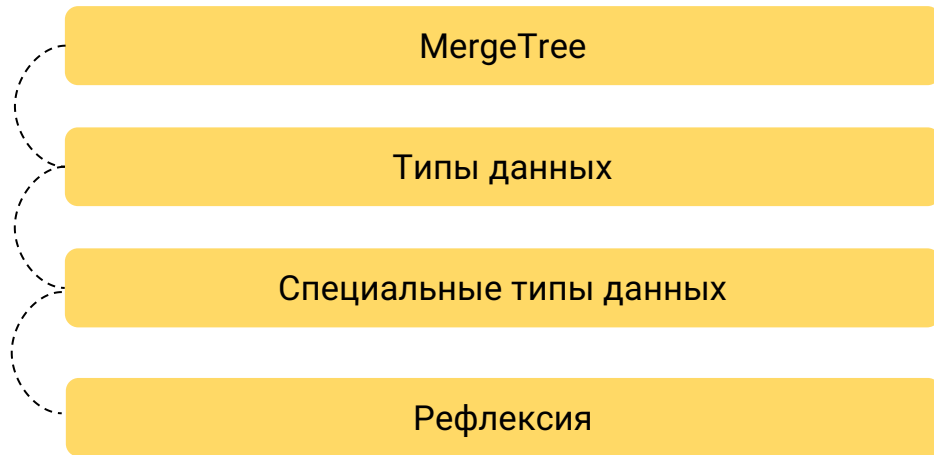 MergeTree
Типы данных
Специальные типы данных
Рефлексия